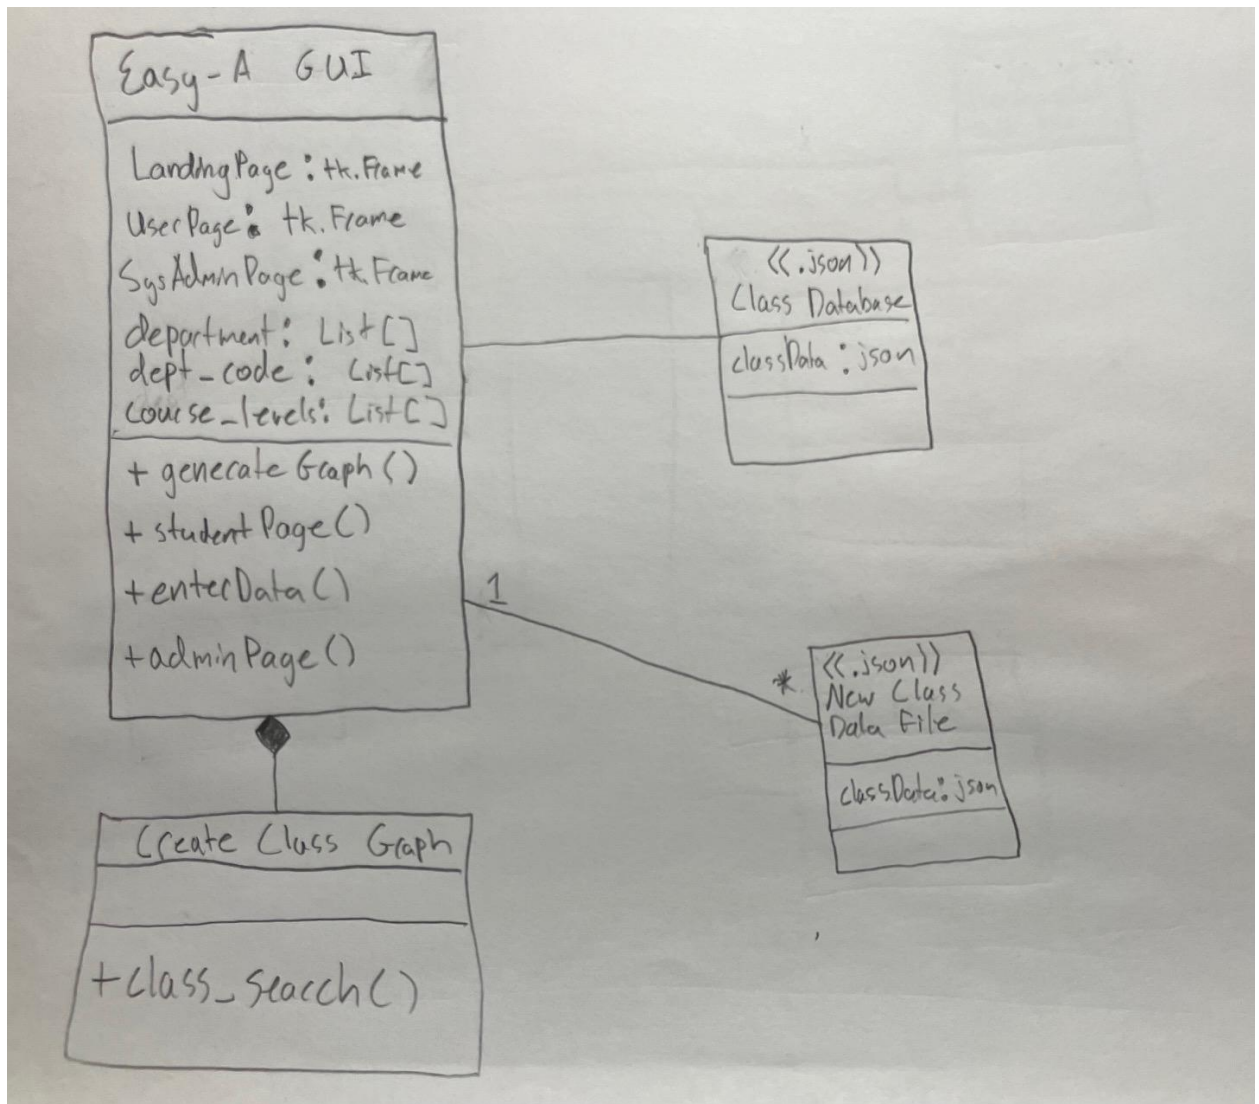 Easy-A GUI
LandingPage: tk.Frame
UserPage: tk.Frame
SysAdminPage: tk.Frame
department: List[]
dept_code: List[]
course_levels: List[]
+ generateGraph()
+ studentPage()
+enterData()
+adminPage()
<<.json>>
Class Database
classData: json
1
*
<<.json>>
New Class
Data File
classData: json
Create Class Graph
+class_search()